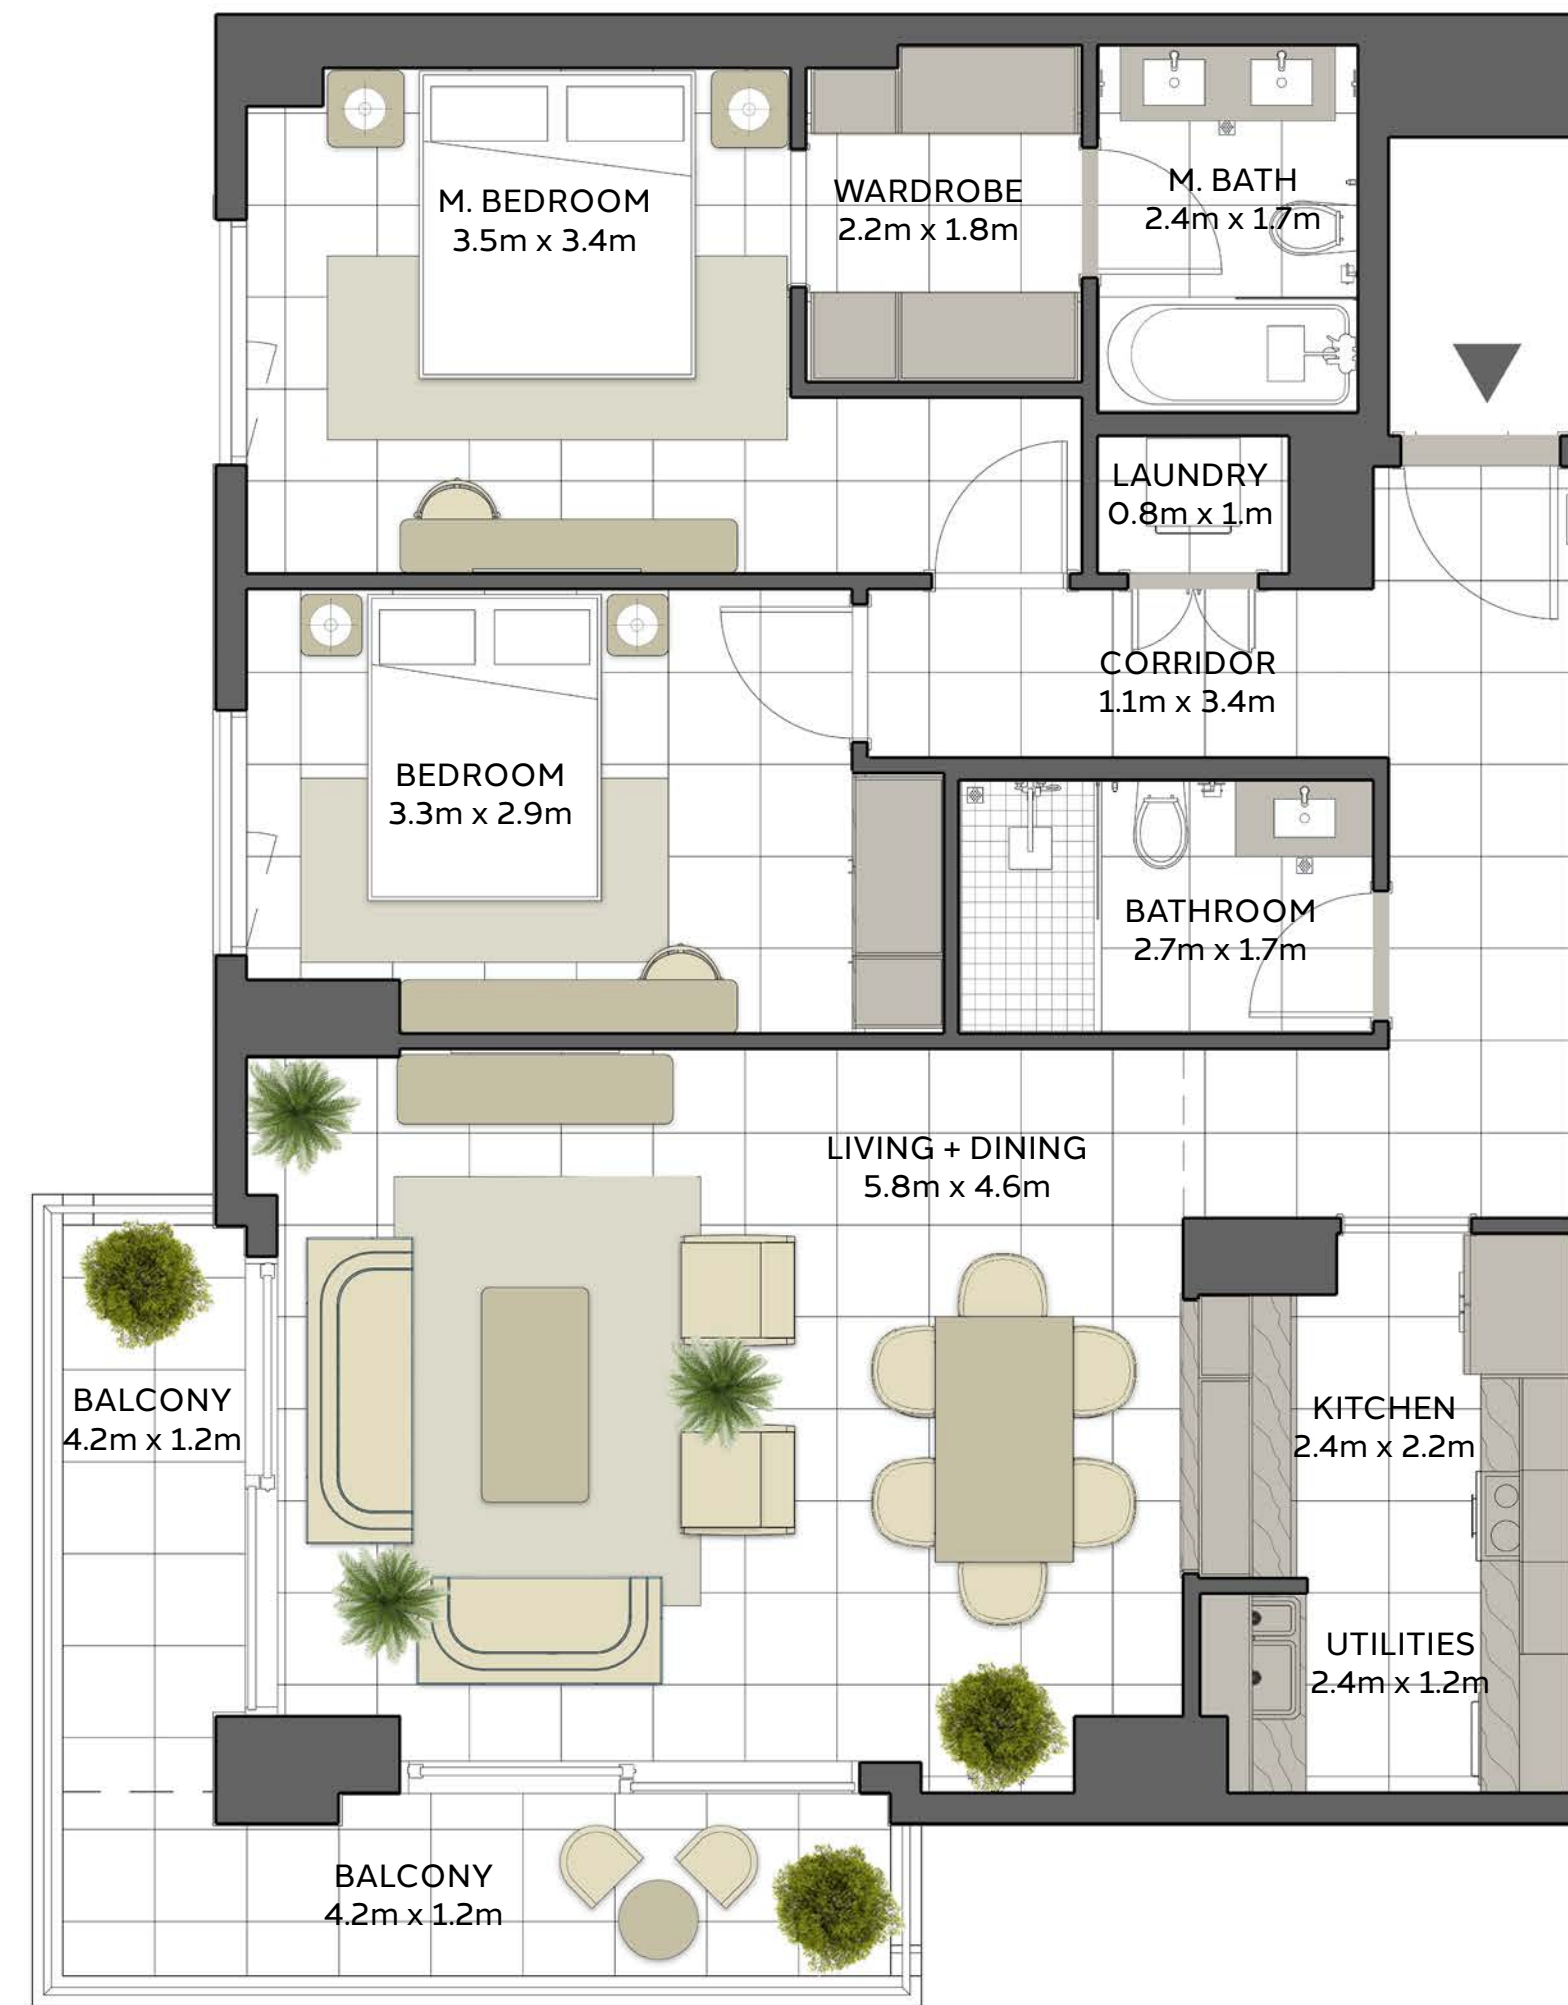 M. BEDROOM
3.5m x 3.4m
WARDROBE
2.2m x 1.8m
M. BATH
2.4m x 1.7m
LAUNDRY
0.8m x 1.m
CORRIDOR
1.1m x 3.4m
BEDROOM
3.3m x 2.9m
BATHROOM
2.7m x 1.7m
LIVING + DINING
5.8m x 4.6m
BALCONY
4.2m x 1.2m
KITCHEN
2.4m x 2.2m
UTILITIES
2.4m x 1.2m
BALCONY
4.2m x 1.2m